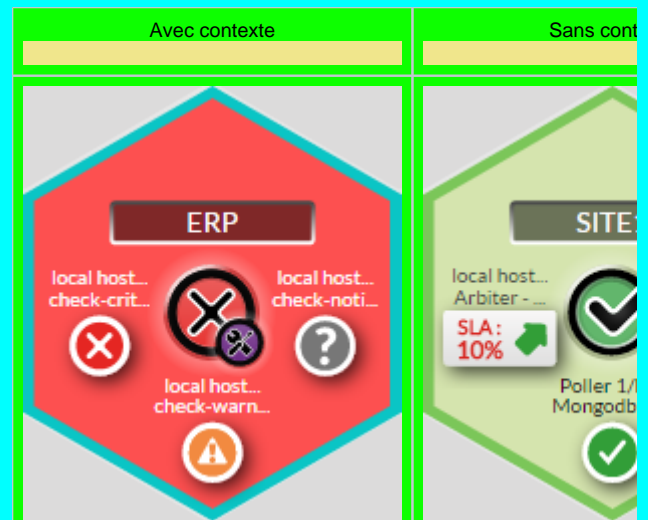 Avec contexte
Sans cont
ERP
local host...
check-crit...
local host...
check-noti...
local host...
check-warn...
SITE1
local host...
Arbiter - ...
SLA :
10%
Poller 1/
Mongodb